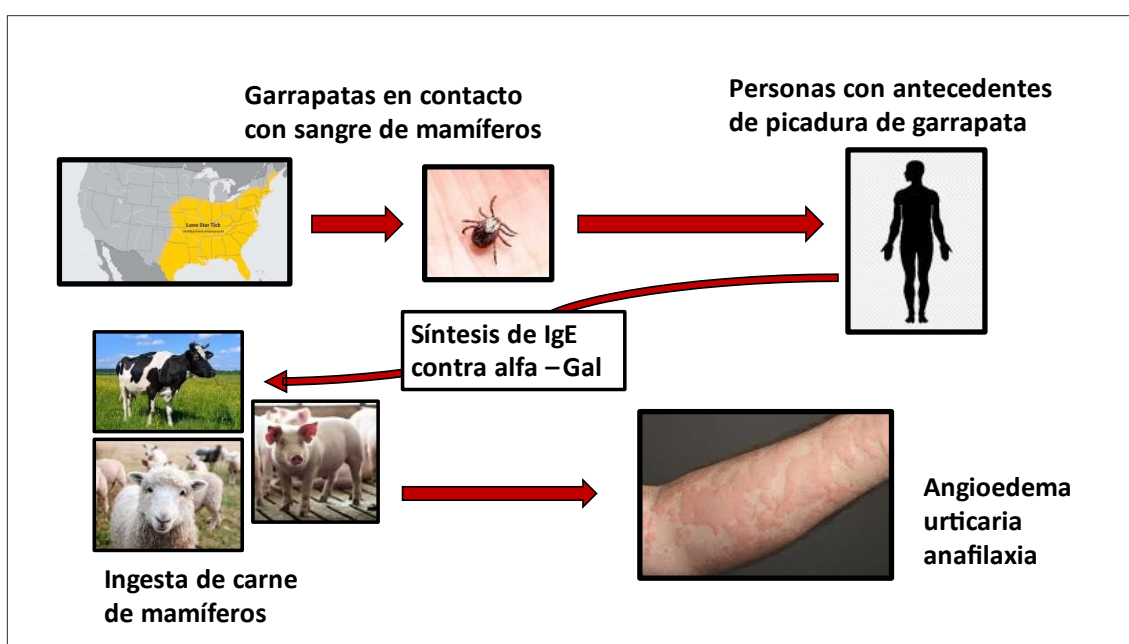 Garrapatas en contacto
con sangre de mamíferos
Personas con antecedentes
de picadura de garrapata
Lone Star Tick
Síntesis de IgE
contra alfa – Gal
Ingesta de carne
de mamíferos
Angioedema
urticaria
anafilaxia